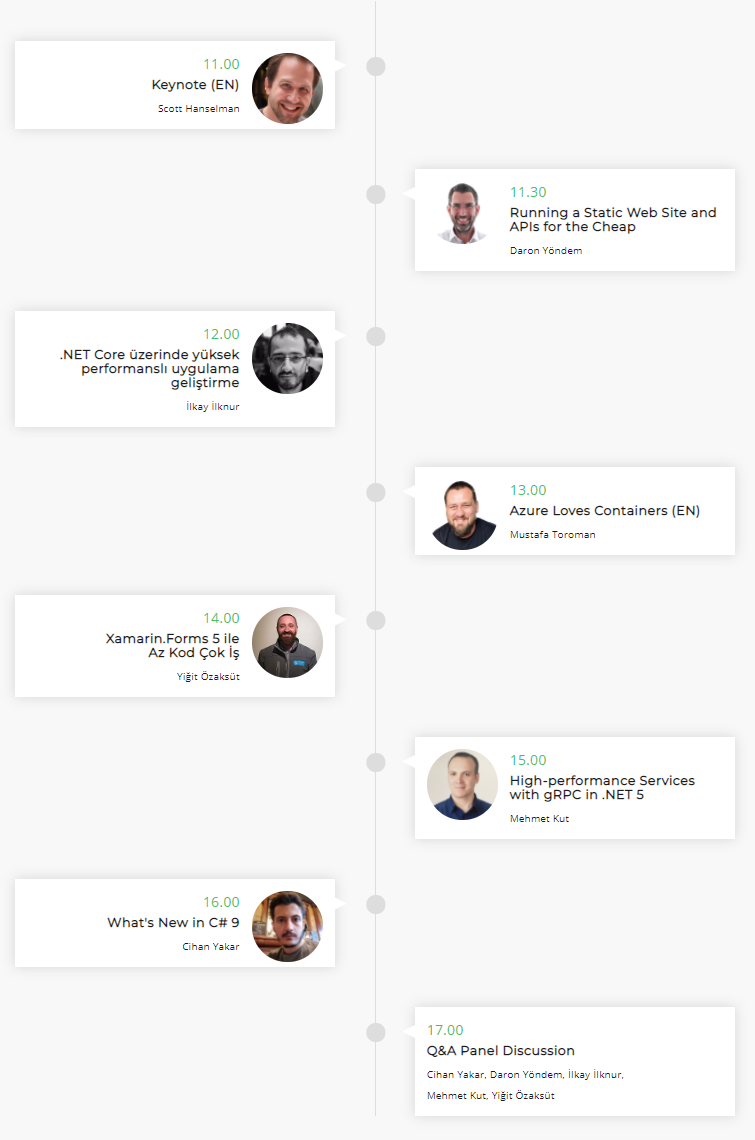 11.00
Keynote (EN)
Scott Hanselman
11.30
Running a Static Web Site and
APIs for the Cheap
Daron Yöndem
12.00
.NET Core üzerinde yüksek
performanslı uygulama
geliştirme
İlkay İlknur
13.00
Azure Loves Containers (EN)
Mustafa Toroman
14.00
Xamarin.Forms 5 ile
Az Kod Çok İş
Yiğit Özaksüt
15.00
High-performance Services
with gRPC in .NET 5
Mehmet Kut
16.00
What's New in C# 9
Cihan Yakar
17.00
Q&A Panel Discussion
Cihan Yakar, Daron Yöndem, İlkay İlknur,
Mehmet Kut, Yiğit Özaksüt